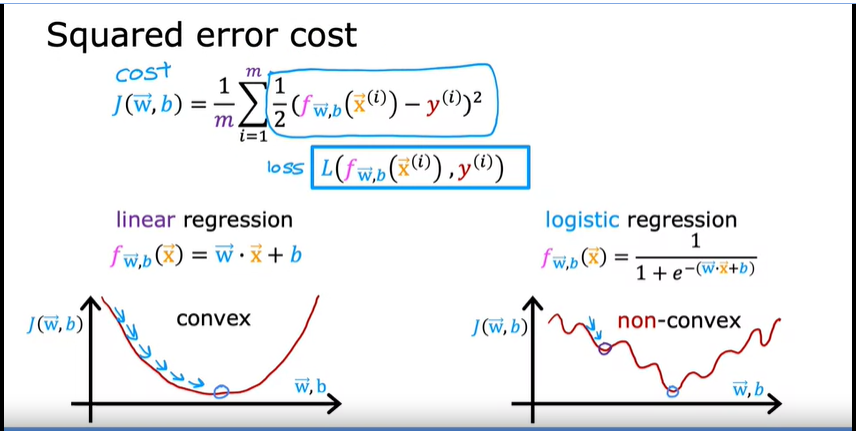 Squared error cost
cost
J(w⃗, b) = 1/m ∑_{i=1}^{m} 1/2 (f_{w⃗,b}(x⃗^{(i)}) − y^{(i)})²
loss L(f_{w⃗,b}(x⃗^{(i)}), y^{(i)})
linear regression
f_{w⃗,b}(x⃗) = w⃗ · x⃗ + b
logistic regression
f_{w⃗,b}(x⃗) = 1/(1 + e^{−(w⃗·x⃗+b)})
J(w⃗, b)
convex
w⃗, b
J(w⃗, b)
non-convex
w⃗, b